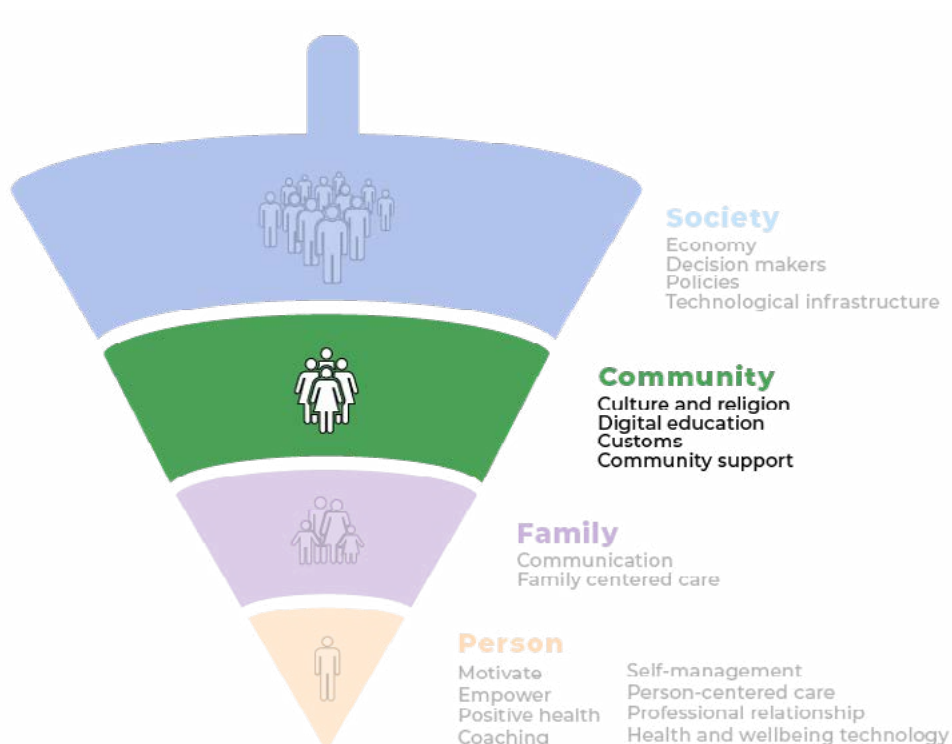 Society
Economy
Decision makers
Policies
Technological infrastructure
Community
Culture and religion
Digital education
Customs
Community support
Family
Communication
Family centered care
Person
Motivate
Empower
Positive health
Coaching
Self-management
Person-centered care
Professional relationship
Health and wellbeing technology